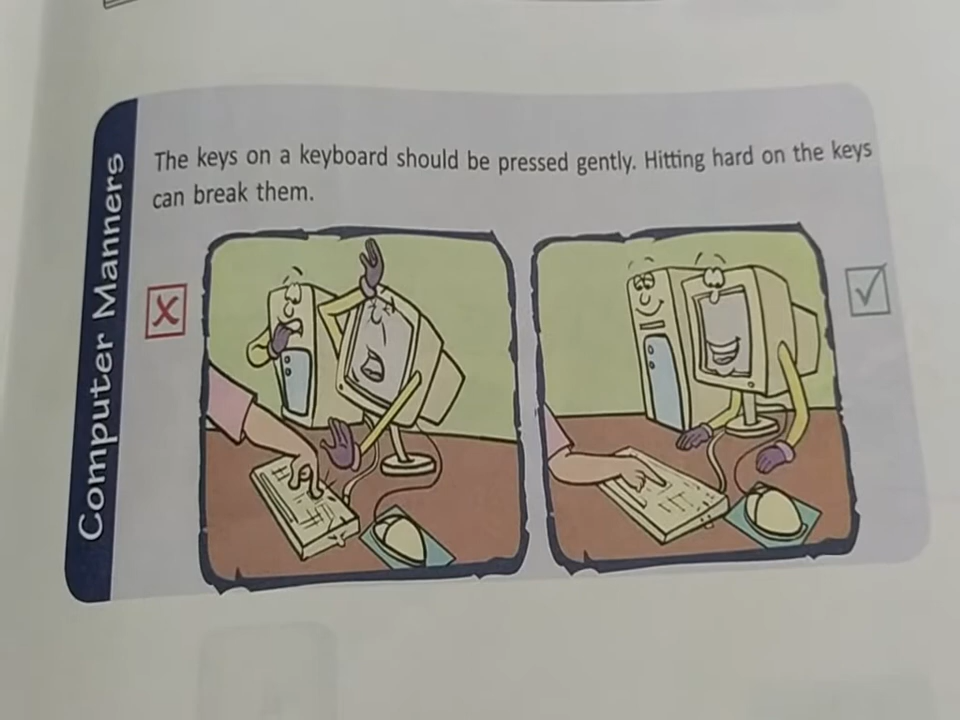 Computer Manners
The keys on a keyboard should be pressed gently. Hitting hard on the keys
can break them.